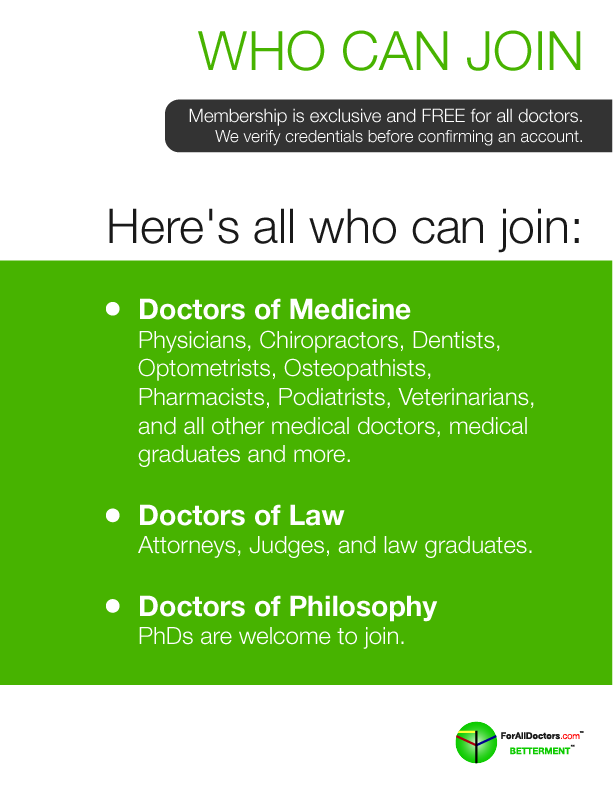 WHO CAN JOIN
Membership is exclusive and FREE for all doctors.
We verify credentials before confirming an account.
Here's all who can join:
• Doctors of Medicine
Physicians, Chiropractors, Dentists,
Optometrists, Osteopathists,
Pharmacists, Podiatrists, Veterinarians,
and all other medical doctors, medical
graduates and more.
• Doctors of Law
Attorneys, Judges, and law graduates.
• Doctors of Philosophy
PhDs are welcome to join.
ForAllDoctors.com™
BETTERMENT™